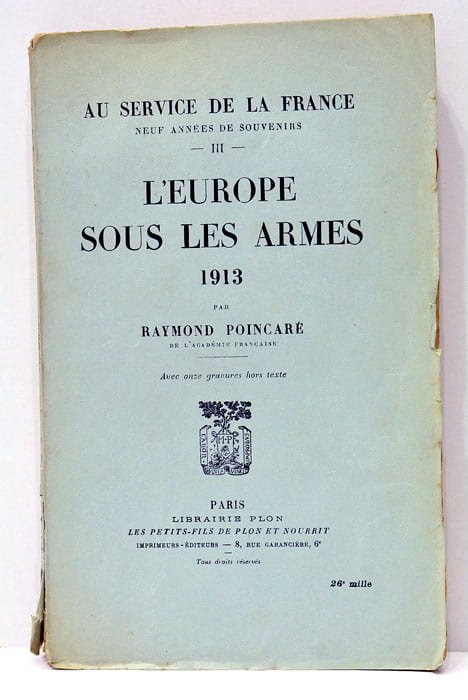 AU SERVICE DE LA FRANCE
NEUF ANNÉES DE SOUVENIRS
— III —
L'EUROPE
SOUS LES ARMES
1913
PAR
RAYMOND POINCARÉ
DE L'ACADÉMIE FRANÇAISE
Avec onze gravures hors texte
H·P
PARIS
LIBRAIRIE PLON
LES PETITS-FILS DE PLON ET NOURRIT
IMPRIMEURS-ÉDITEURS — 8, RUE GARANCIÈRE, 6ᵉ
Tous droits réservés
26ᵉ mille